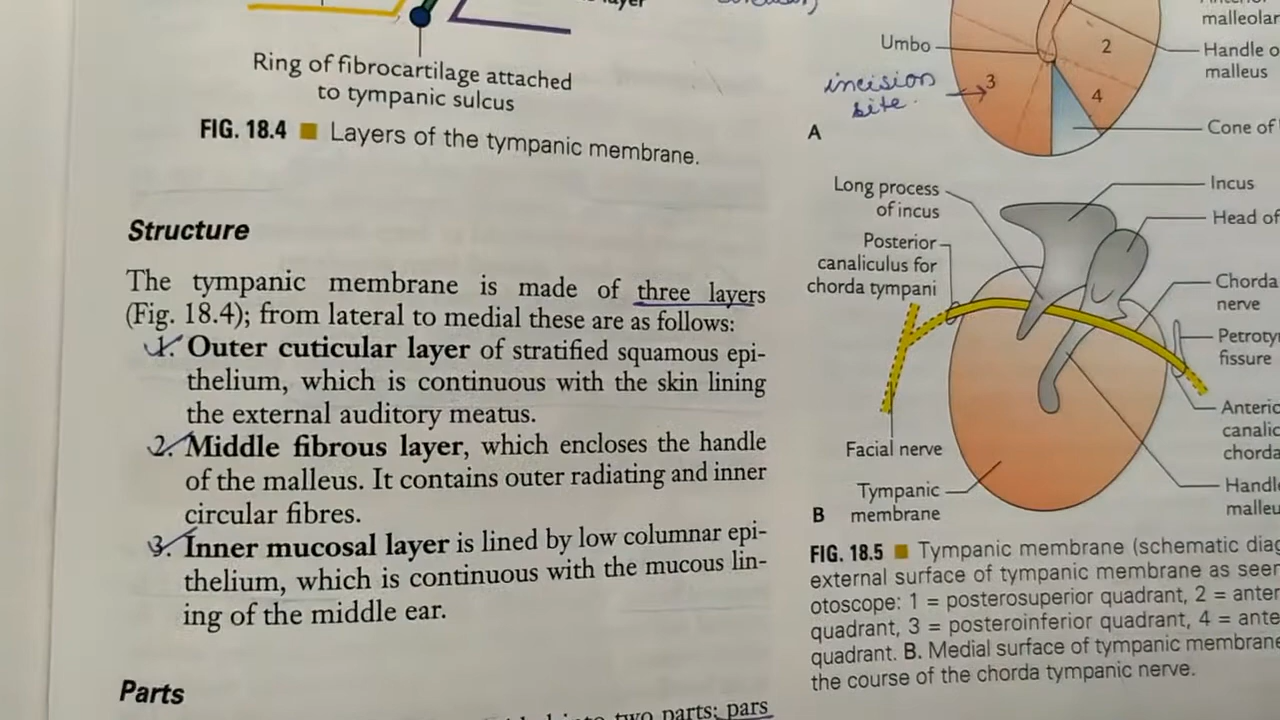 layer
Ring of fibrocartilage attached
to tympanic sulcus
FIG. 18.4 Layers of the tympanic membrane.
Structure
The tympanic membrane is made of three layers
(Fig. 18.4); from lateral to medial these are as follows:
1. Outer cuticular layer of stratified squamous epi-
thelium, which is continuous with the skin lining
the external auditory meatus.
2. Middle fibrous layer, which encloses the handle
of the malleus. It contains outer radiating and inner
circular fibres.
3. Inner mucosal layer is lined by low columnar epi-
thelium, which is continuous with the mucous lin-
ing of the middle ear.
Parts
two parts: pars
malleolar
Umbo
2
Handle o
malleus
incision
site.
3
4
A
Cone of
Long process
of incus
Incus
Head of
Posterior
canaliculus for
chorda tympani
Chorda
nerve
Petroty
fissure
Anterio
canalic
chorda
Facial nerve
Handle
malleu
Tympanic
membrane
B
FIG. 18.5 Tympanic membrane (schematic diag
external surface of tympanic membrane as seen
otoscope: 1 = posterosuperior quadrant, 2 = anter
quadrant, 3 = posteroinferior quadrant, 4 = ante
quadrant. B. Medial surface of tympanic membrane
the course of the chorda tympanic nerve.